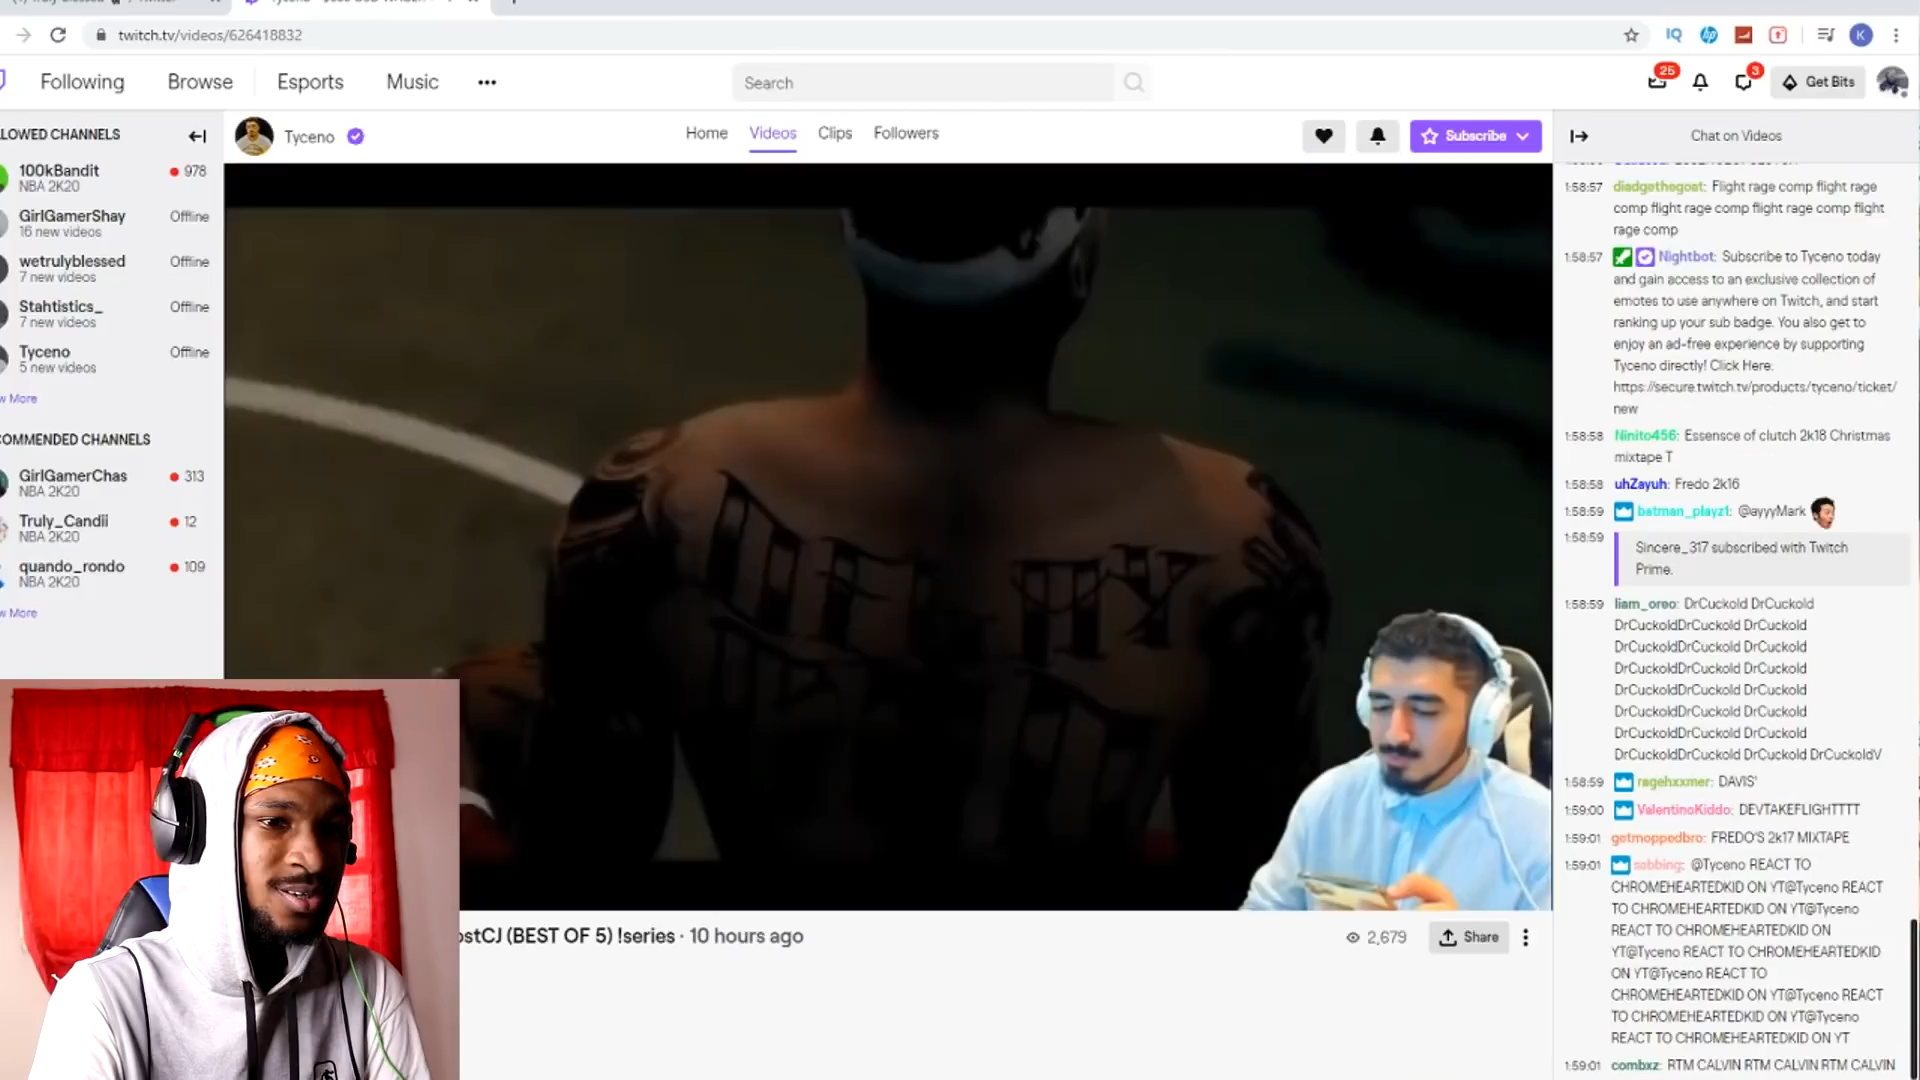 twitch.tv/videos/626418832
IQ
hp
K
Following
Browse
Esports
Music
Search
25
3
Get Bits
LOWED CHANNELS
100kBandit
978
NBA 2K20
GirlGamerShay
Offline
16 new videos
wetrulyblessed
Offline
7 new videos
Stahtistics_
Offline
7 new videos
Tyceno
Offline
5 new videos
w More
OMMENDED CHANNELS
GirlGamerChas
313
NBA 2K20
Truly_Candii
12
NBA 2K20
quando_rondo
109
NBA 2K20
w More
Tyceno
Home
Videos
Clips
Followers
Subscribe
ostCJ (BEST OF 5) !series · 10 hours ago
2,679
Share
Chat on Videos
1:58:57 diadgethegoat: Flight rage comp flight rage
comp flight rage comp flight rage comp flight
rage comp
1:58:57 Nightbot: Subscribe to Tyceno today
and gain access to an exclusive collection of
emotes to use anywhere on Twitch, and start
ranking up your sub badge. You also get to
enjoy an ad-free experience by supporting
Tyceno directly! Click Here.
https://secure.twitch.tv/products/tyceno/ticket/
new
1:58:58 Ninito456: Essensce of clutch 2k18 Christmas
mixtape T
1:58:58 uhZayuh: Fredo 2k16
1:58:59 batman_playz1: @ayyyMark
1:58:59 Sincere_317 subscribed with Twitch
Prime.
1:58:59 liam_oreo: DrCuckold DrCuckold
DrCuckoldDrCuckold DrCuckold
DrCuckoldDrCuckold DrCuckold
DrCuckoldDrCuckold DrCuckold
DrCuckoldDrCuckold DrCuckold
DrCuckoldDrCuckold DrCuckold
DrCuckoldDrCuckold DrCuckold
DrCuckoldDrCuckold DrCuckold DrCuckoldV
1:58:59 ragehxxmer: DAVIS'
1:59:00 ValentinoKiddo: DEVTAKEFLIGHTTTT
1:59:01 getmoppedbro: FREDO'S 2k17 MIXTAPE
1:59:01 sabbing: @Tyceno REACT TO
CHROMEHEARTEDKID ON YT@Tyceno REACT
TO CHROMEHEARTEDKID ON YT@Tyceno
REACT TO CHROMEHEARTEDKID ON
YT@Tyceno REACT TO CHROMEHEARTEDKID
ON YT@Tyceno REACT TO
CHROMEHEARTEDKID ON YT@Tyceno REACT
TO CHROMEHEARTEDKID ON YT@Tyceno
REACT TO CHROMEHEARTEDKID ON YT
1:59:01 combxz: RTM CALVIN RTM CALVIN RTM CALVIN